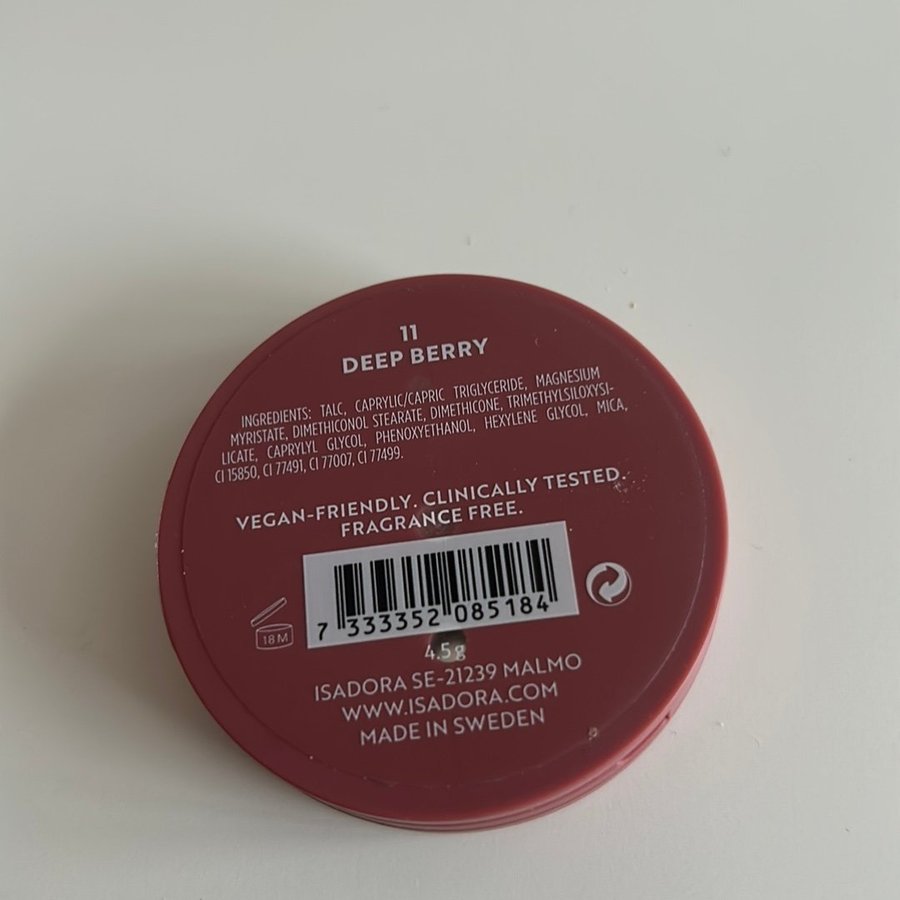 11
DEEP BERRY
INGREDIENTS: TALC, CAPRYLIC/CAPRIC TRIGLYCERIDE, MAGNESIUM
MYRISTATE, DIMETHICONOL STEARATE, DIMETHICONE, TRIMETHYLSILOXYSI-
LICATE, CAPRYLYL GLYCOL, PHENOXYETHANOL, HEXYLENE GLYCOL, MICA,
CI 15850, CI 77491, CI 77007, CI 77499.
VEGAN-FRIENDLY. CLINICALLY TESTED.
FRAGRANCE FREE.
7 333352 085184
18M
4.5 g
ISADORA SE-21239 MALMO
WWW.ISADORA.COM
MADE IN SWEDEN